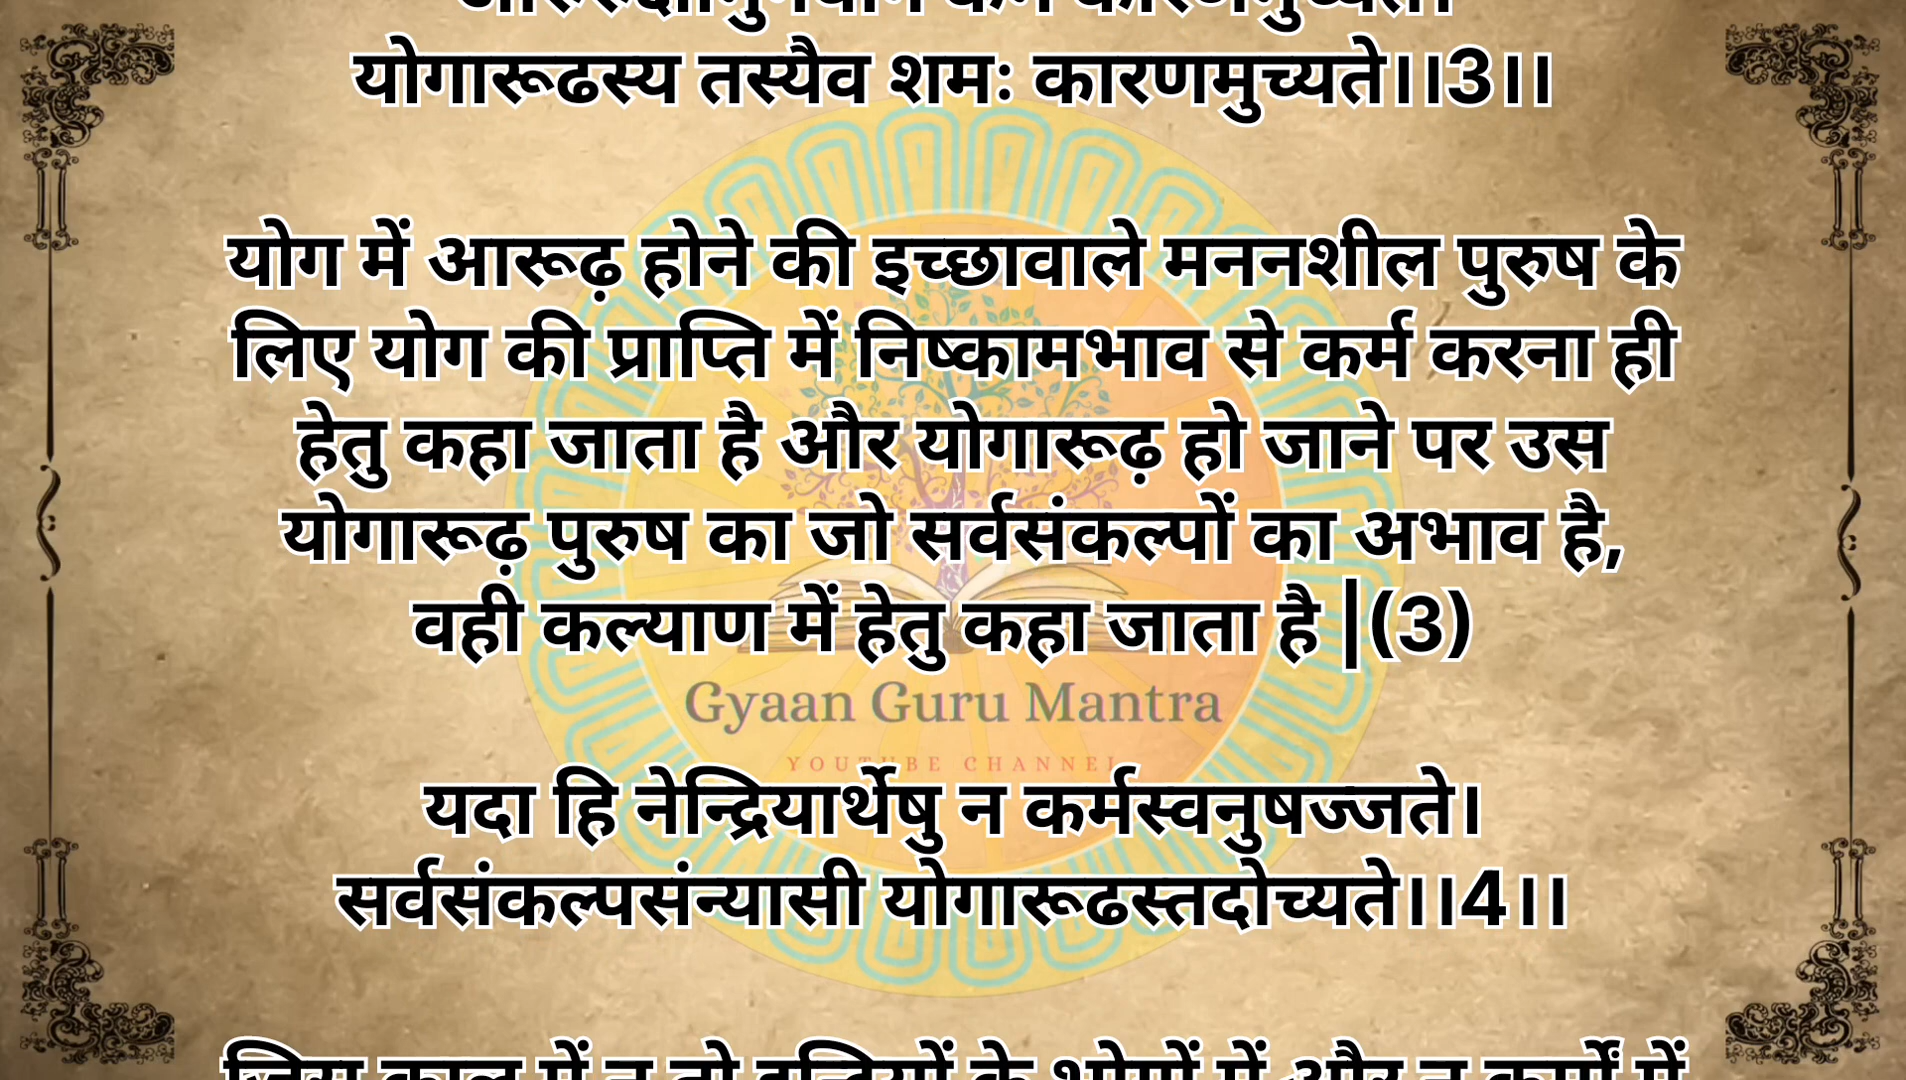 योगारूढस्य तस्यैव शमः कारणमुच्यते।।3।।
योग में आरूढ़ होने की इच्छावाले मननशील पुरुष के
लिए योग की प्राप्ति में निष्कामभाव से कर्म करना ही
हेतु कहा जाता है और योगारूढ़ हो जाने पर उस
योगारूढ़ पुरुष का जो सर्वसंकल्पों का अभाव है,
वही कल्याण में हेतु कहा जाता है |(3)
Gyaan Guru Mantra
YOUTUBE CHANNEL
यदा हि नेन्द्रियार्थेषु न कर्मस्वनुषज्जते।
सर्वसंकल्पसंन्यासी योगारूढस्तदोच्यते।।4।।